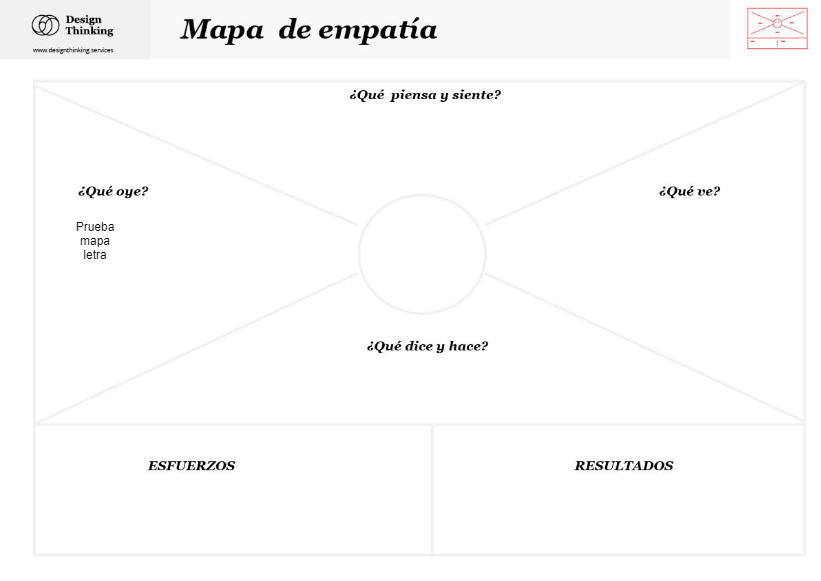 Design
Thinking
www.designthinking.services
Mapa de empatía
¿Qué piensa y siente?
¿Qué oye?
¿Qué ve?
Prueba
mapa
letra
¿Qué dice y hace?
ESFUERZOS
RESULTADOS